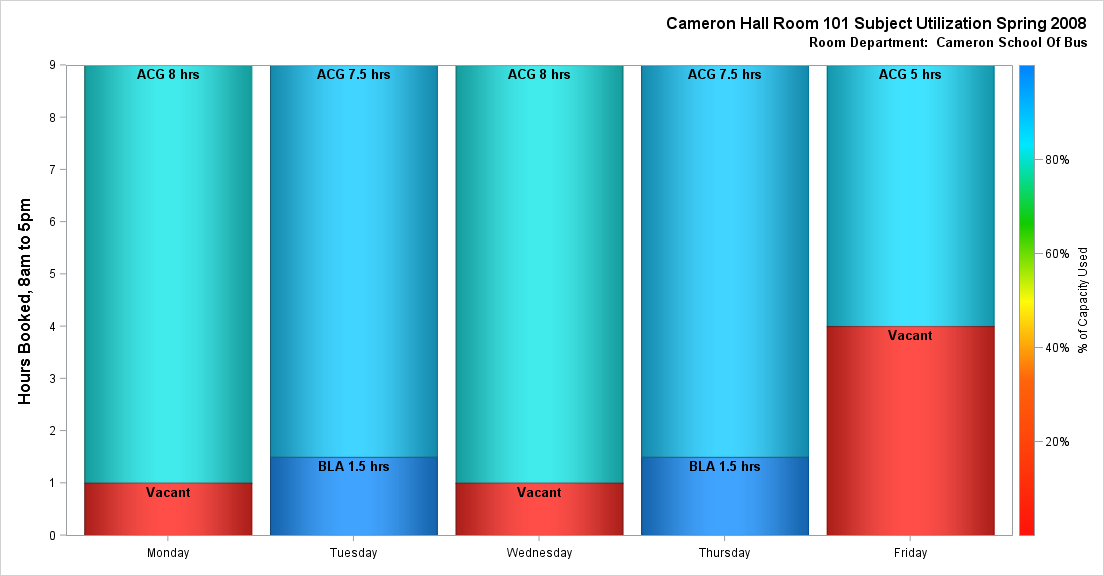 Cameron Hall Room 101 Subject Utilization Spring 2008
Room Department: Cameron School Of Bus
Hours Booked, 8am to 5pm
9
8
7
6
5
4
3
2
1
0
ACG 8 hrs
Vacant
ACG 7.5 hrs
BLA 1.5 hrs
ACG 8 hrs
Vacant
ACG 7.5 hrs
BLA 1.5 hrs
ACG 5 hrs
Vacant
Monday
Tuesday
Wednesday
Thursday
Friday
80%
60%
40%
20%
% of Capacity Used